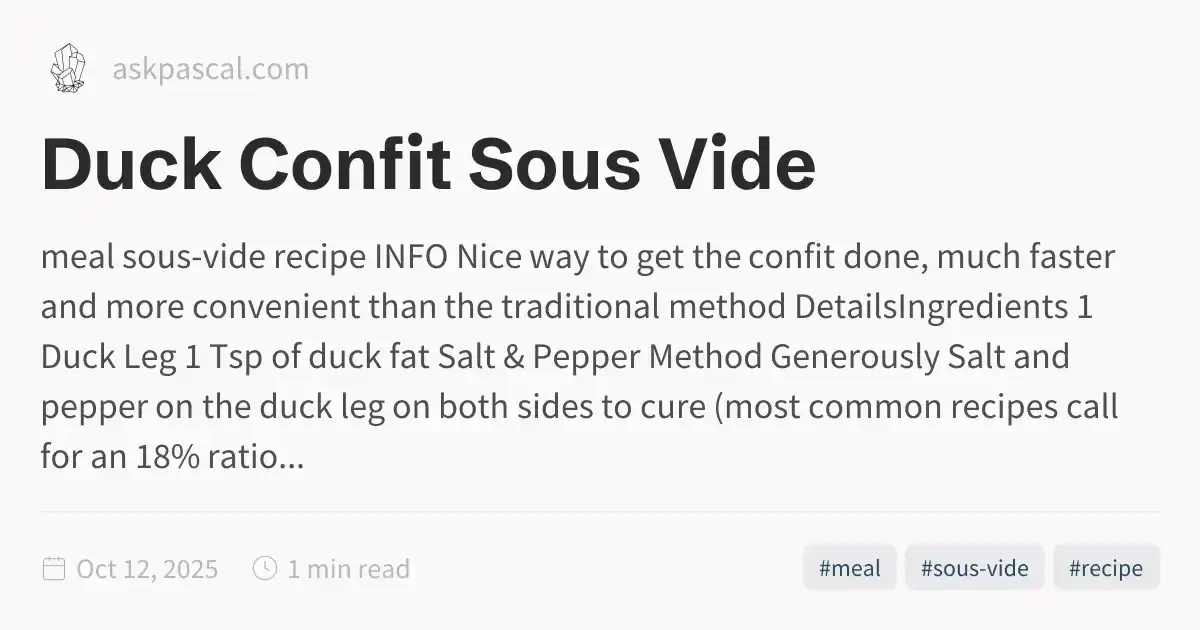 askpascal.com
Duck Confit Sous Vide
meal sous-vide recipe INFO Nice way to get the confit done, much faster
and more convenient than the traditional method DetailsIngredients 1
Duck Leg 1 Tsp of duck fat Salt & Pepper Method Generously Salt and
pepper on the duck leg on both sides to cure (most common recipes call
for an 18% ratio...
Oct 12, 2025 1 min read #meal #sous-vide #recipe